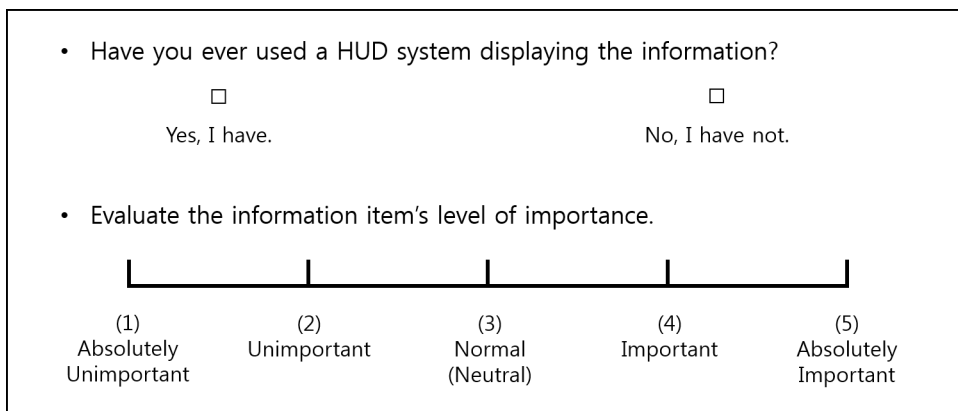 • Have you ever used a HUD system displaying the information?
□ □
Yes, I have. No, I have not.
• Evaluate the information item's level of importance.
(1) (2) (3) (4) (5)
Absolutely Unimportant Normal Important Absolutely
Unimportant (Neutral) Important